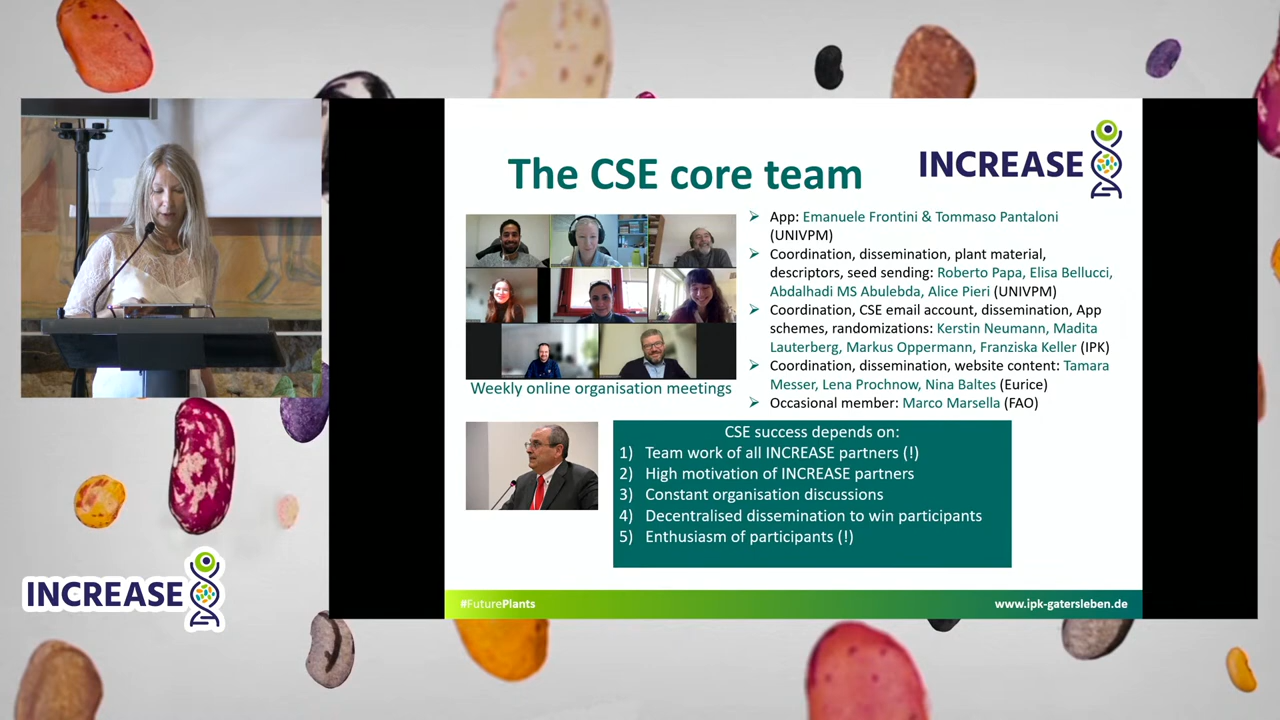 The CSE core team
INCREASE
App: Emanuele Frontini & Tommaso Pantaloni
(UNIVPM)
Coordination, dissemination, plant material,
descriptors, seed sending: Roberto Papa, Elisa Bellucci,
Abdalhadi MS Abulebda, Alice Pieri (UNIVPM)
Coordination, CSE email account, dissemination, App
schemes, randomizations: Kerstin Neumann, Madita
Lauterberg, Markus Oppermann, Franziska Keller (IPK)
Coordination, dissemination, website content: Tamara
Messer, Lena Prochnow, Nina Baltes (Eurice)
Occasional member: Marco Marsella (FAO)
Weekly online organisation meetings
CSE success depends on:
1) Team work of all INCREASE partners (!)
2) High motivation of INCREASE partners
3) Constant organisation discussions
4) Decentralised dissemination to win participants
5) Enthusiasm of participants (!)
#FuturePlants
www.ipk-gatersleben.de
INCREASE